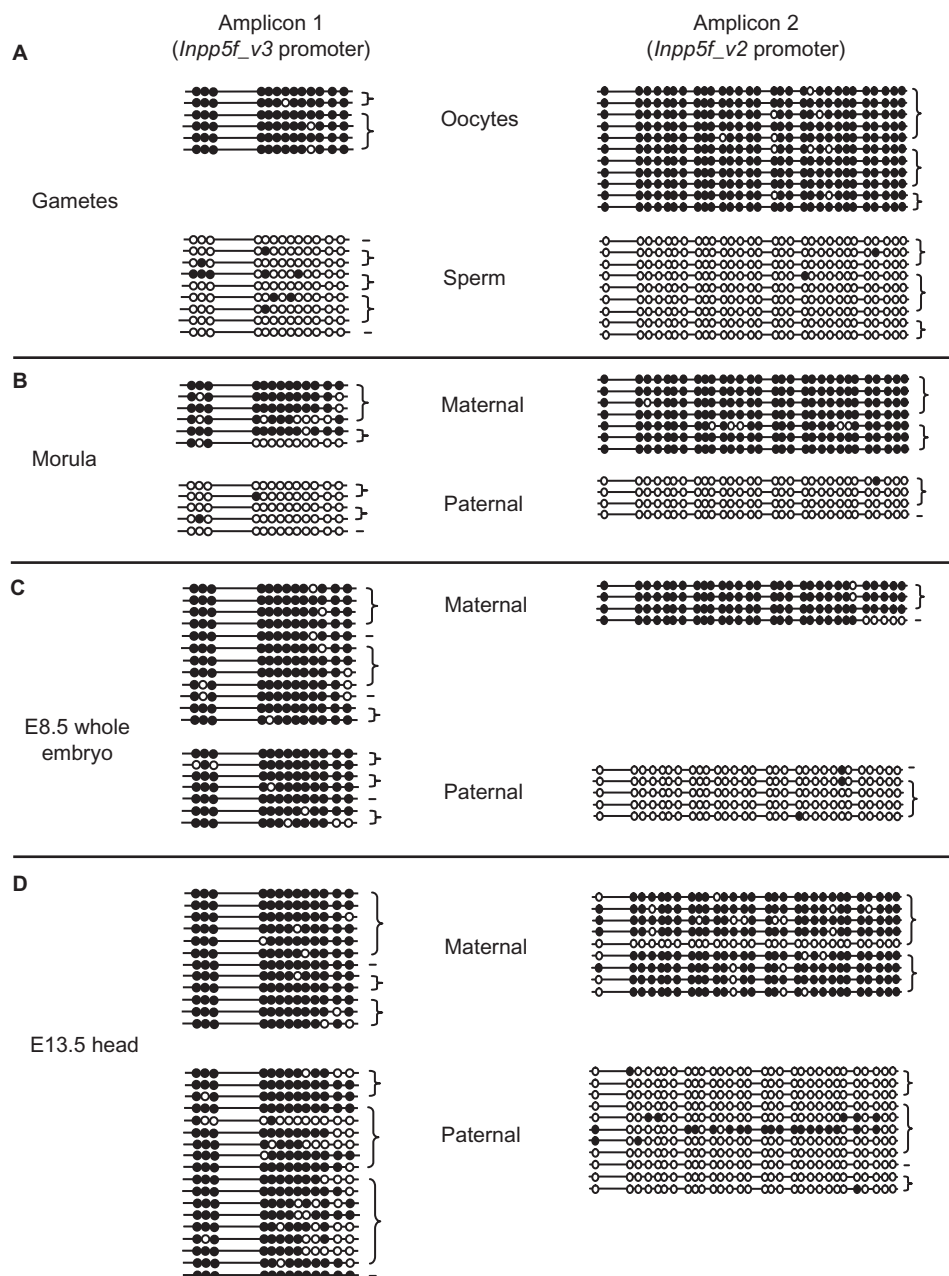 Amplicon 1
(Inpp5f_v3 promoter)
Amplicon 2
(Inpp5f_v2 promoter)
A
Gametes
Oocytes
Sperm
B
Morula
Maternal
Paternal
C
E8.5 whole
embryo
Maternal
Paternal
D
E13.5 head
Maternal
Paternal